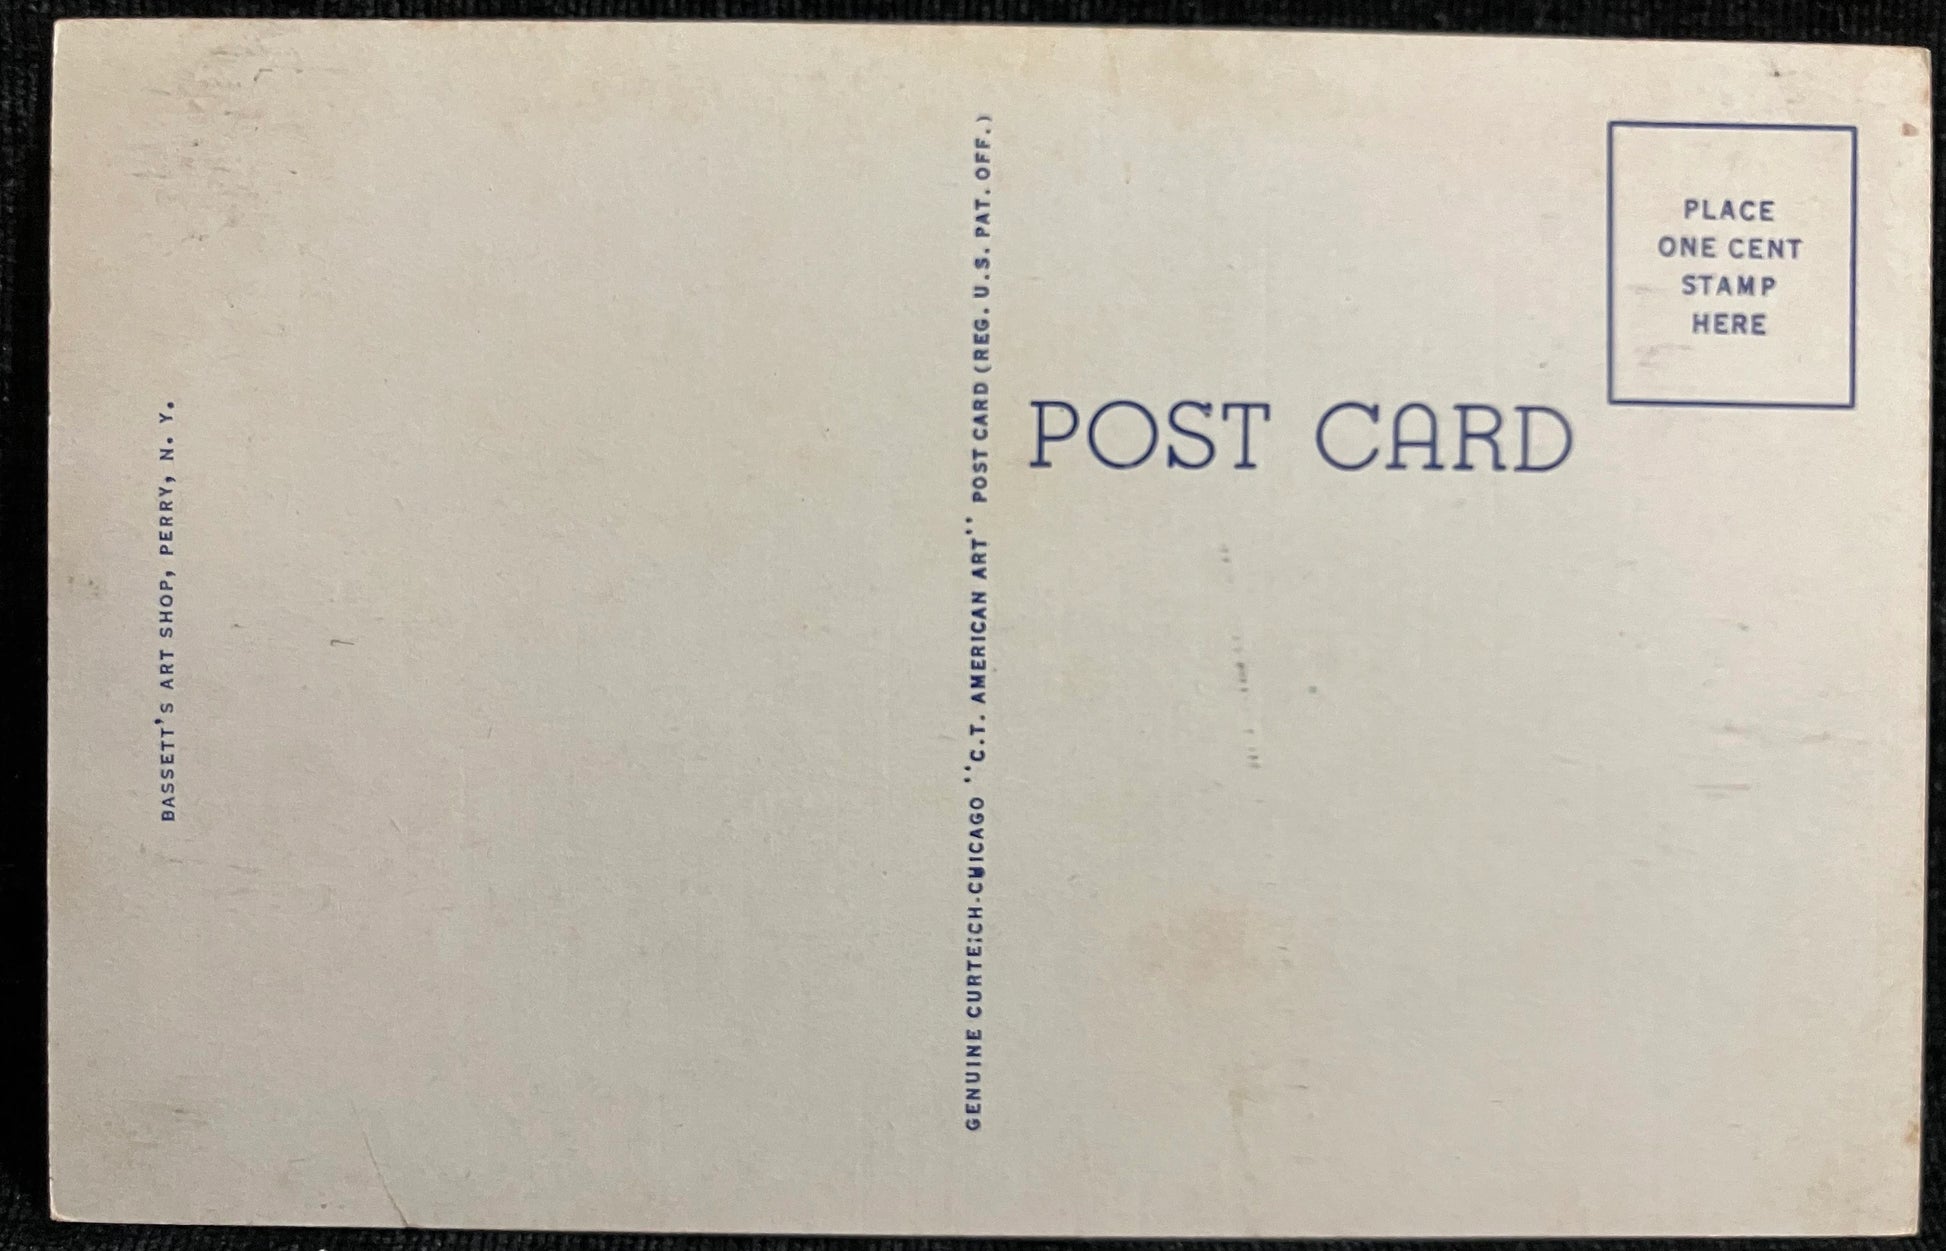 BASSETT'S ART SHOP, PERRY, N. Y.
GENUINE CURTEICH-CHICAGO "C.T. AMERICAN ART" POST CARD (REG. U.S. PAT. OFF.)
POST CARD
PLACE
ONE CENT
STAMP
HERE